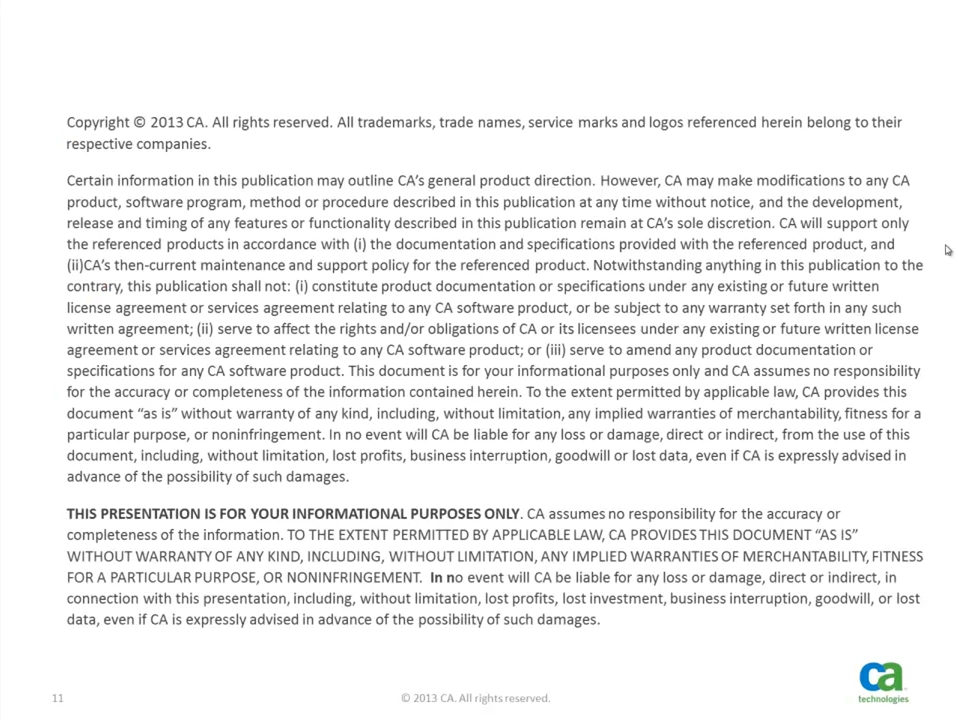 Copyright © 2013 CA. All rights reserved. All trademarks, trade names, service marks and logos referenced herein belong to their
respective companies.
Certain information in this publication may outline CA’s general product direction. However, CA may make modifications to any CA
product, software program, method or procedure described in this publication at any time without notice, and the development,
release and timing of any features or functionality described in this publication remain at CA’s sole discretion. CA will support only
the referenced products in accordance with (i) the documentation and specifications provided with the referenced product, and
(ii)CA’s then-current maintenance and support policy for the referenced product. Notwithstanding anything in this publication to the
contrary, this publication shall not: (i) constitute product documentation or specifications under any existing or future written
license agreement or services agreement relating to any CA software product, or be subject to any warranty set forth in any such
written agreement; (ii) serve to affect the rights and/or obligations of CA or its licensees under any existing or future written license
agreement or services agreement relating to any CA software product; or (iii) serve to amend any product documentation or
specifications for any CA software product. This document is for your informational purposes only and CA assumes no responsibility
for the accuracy or completeness of the information contained herein. To the extent permitted by applicable law, CA provides this
document “as is” without warranty of any kind, including, without limitation, any implied warranties of merchantability, fitness for a
particular purpose, or noninfringement. In no event will CA be liable for any loss or damage, direct or indirect, from the use of this
document, including, without limitation, lost profits, business interruption, goodwill or lost data, even if CA is expressly advised in
advance of the possibility of such damages.
THIS PRESENTATION IS FOR YOUR INFORMATIONAL PURPOSES ONLY. CA assumes no responsibility for the accuracy or
completeness of the information. TO THE EXTENT PERMITTED BY APPLICABLE LAW, CA PROVIDES THIS DOCUMENT “AS IS”
WITHOUT WARRANTY OF ANY KIND, INCLUDING, WITHOUT LIMITATION, ANY IMPLIED WARRANTIES OF MERCHANTABILITY, FITNESS
FOR A PARTICULAR PURPOSE, OR NONINFRINGEMENT. In no event will CA be liable for any loss or damage, direct or indirect, in
connection with this presentation, including, without limitation, lost profits, lost investment, business interruption, goodwill, or lost
data, even if CA is expressly advised in advance of the possibility of such damages.
11
© 2013 CA. All rights reserved.
ca
technologies